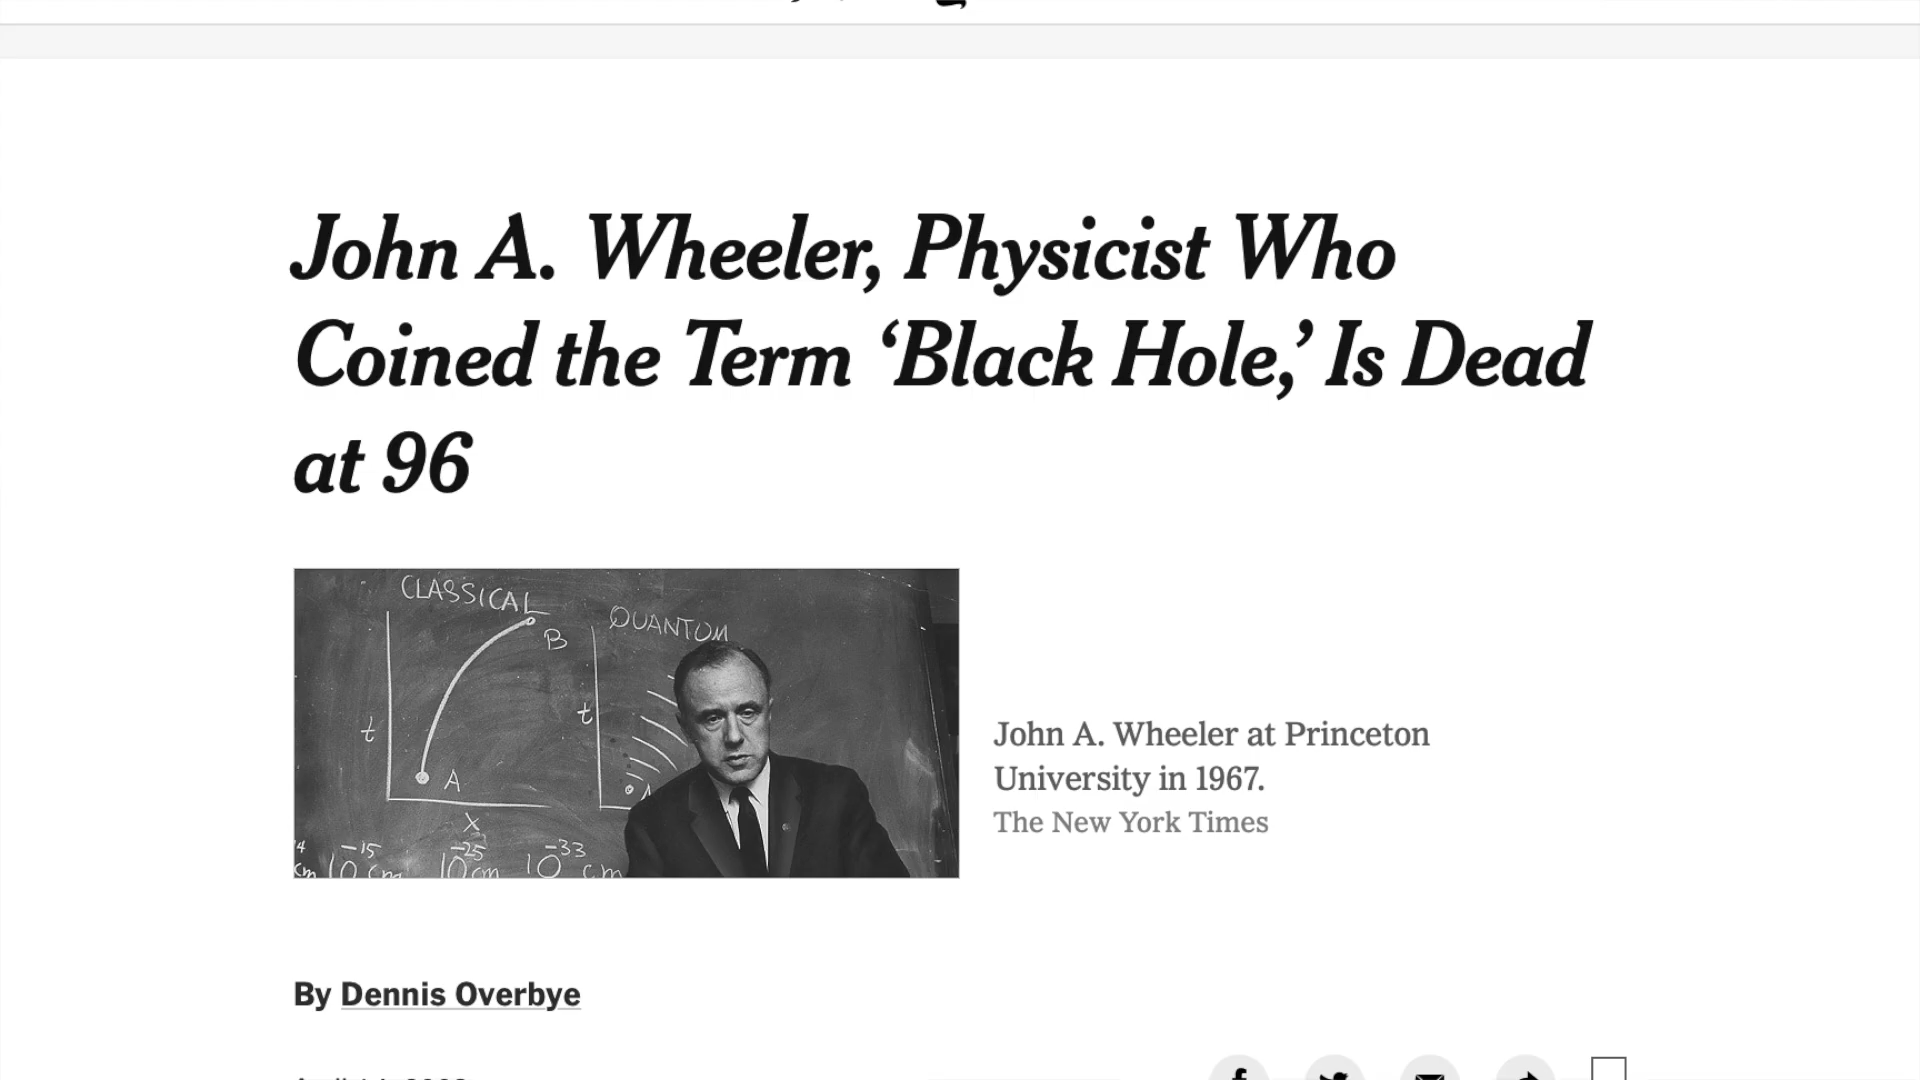 John A. Wheeler, Physicist Who
Coined the Term ‘Black Hole,’ Is Dead
at 96
CLASSICAL
QUANTUM
B
t
t
A
X
10^-15 cm
10^-25 cm
10^-33 cm
John A. Wheeler at Princeton
University in 1967.
The New York Times
By Dennis Overbye